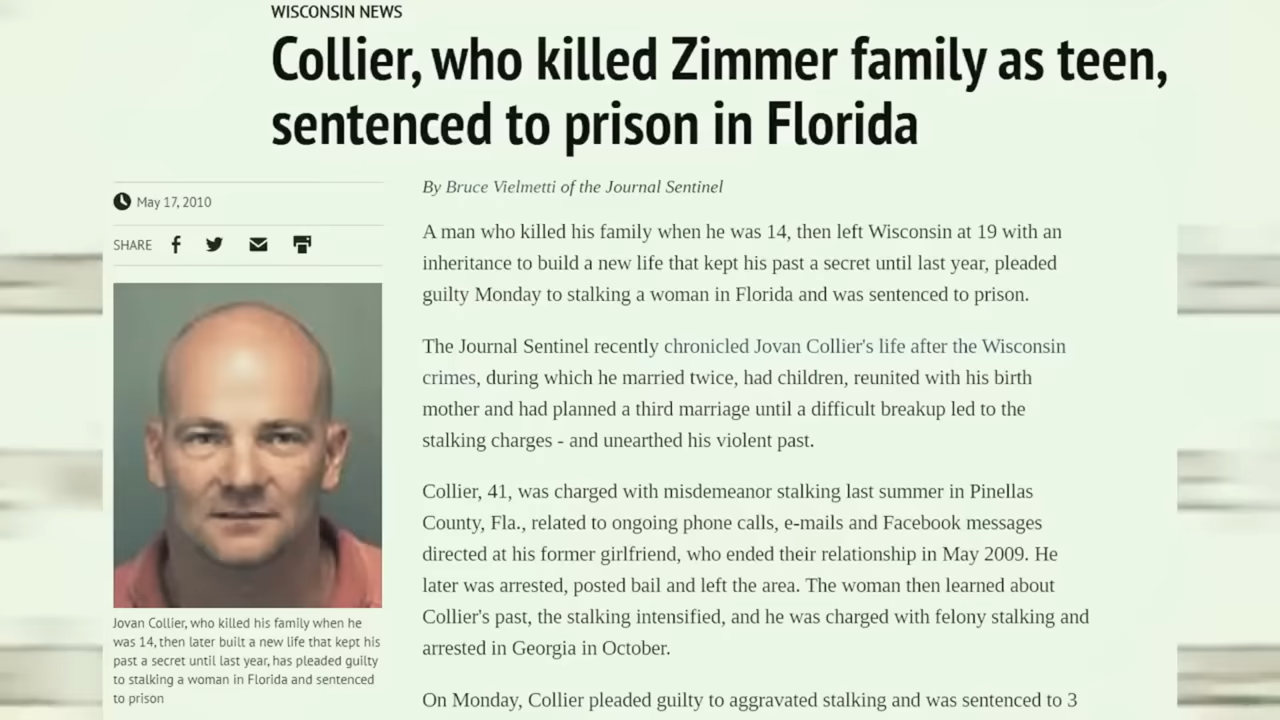 WISCONSIN NEWS
Collier, who killed Zimmer family as teen,
sentenced to prison in Florida
May 17, 2010
SHARE
Jovan Collier, who killed his family when he
was 14, then later built a new life that kept his
past a secret until last year, has pleaded guilty
to stalking a woman in Florida and sentenced
to prison
By Bruce Vielmetti of the Journal Sentinel
A man who killed his family when he was 14, then left Wisconsin at 19 with an
inheritance to build a new life that kept his past a secret until last year, pleaded
guilty Monday to stalking a woman in Florida and was sentenced to prison.
The Journal Sentinel recently chronicled Jovan Collier's life after the Wisconsin
crimes, during which he married twice, had children, reunited with his birth
mother and had planned a third marriage until a difficult breakup led to the
stalking charges - and unearthed his violent past.
Collier, 41, was charged with misdemeanor stalking last summer in Pinellas
County, Fla., related to ongoing phone calls, e-mails and Facebook messages
directed at his former girlfriend, who ended their relationship in May 2009. He
later was arrested, posted bail and left the area. The woman then learned about
Collier's past, the stalking intensified, and he was charged with felony stalking and
arrested in Georgia in October.
On Monday, Collier pleaded guilty to aggravated stalking and was sentenced to 3